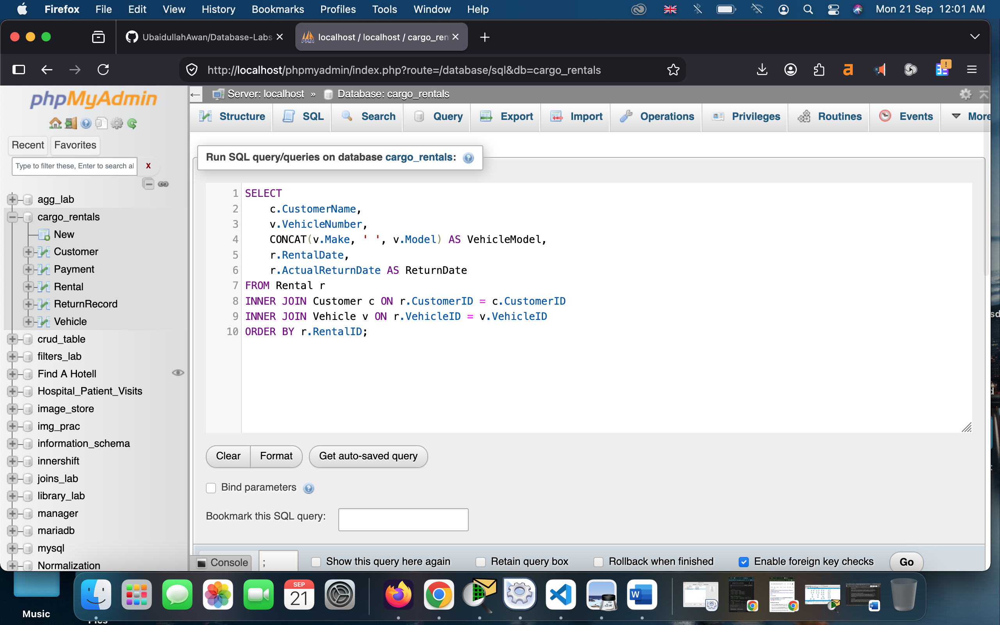 Firefox File Edit View History Bookmarks Profiles Tools Window Help Mon 21 Sep 12:01 AM
UbaidullahAwan/Database-Labs localhost / localhost / cargo_ren
http://localhost/phpmyadmin/index.php?route=/database/sql&db=cargo_rentals
phpMyAdmin
Recent Favorites
Type to filter these, Enter to search al X
agg_lab
cargo_rentals
New
Customer
Payment
Rental
ReturnRecord
Vehicle
crud_table
filters_lab
Find A Hotell
Hospital_Patient_Visits
image_store
img_prac
information_schema
innershift
joins_lab
library_lab
manager
mariadb
mysql
Normalization
Server: localhost » Database: cargo_rentals
Structure SQL Search Query Export Import Operations Privileges Routines Events More
Run SQL query/queries on database cargo_rentals:
1 SELECT
2 c.CustomerName,
3 v.VehicleNumber,
4 CONCAT(v.Make, ' ', v.Model) AS VehicleModel,
5 r.RentalDate,
6 r.ActualReturnDate AS ReturnDate
7 FROM Rental r
8 INNER JOIN Customer c ON r.CustomerID = c.CustomerID
9 INNER JOIN Vehicle v ON r.VehicleID = v.VehicleID
10 ORDER BY r.RentalID;
Clear Format Get auto-saved query
Bind parameters
Bookmark this SQL query:
Console ; Show this query here again Retain query box Rollback when finished Enable foreign key checks Go
SEP
21
Music